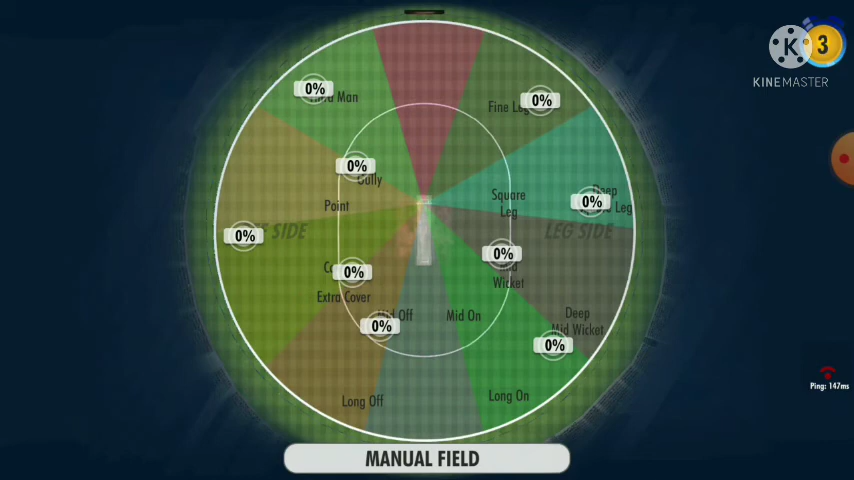 3
K
KINEMASTER
0%
Man
Fine Leg
0%
0%
Gully
Point
Square
Leg
Deep
Leg
0%
0%
SIDE
LEG SIDE
0%
Wicket
0%
Extra Cover
Mid Off
0%
Mid On
Deep
Mid Wicket
0%
Long Off
Long On
Ping: 147ms
MANUAL FIELD